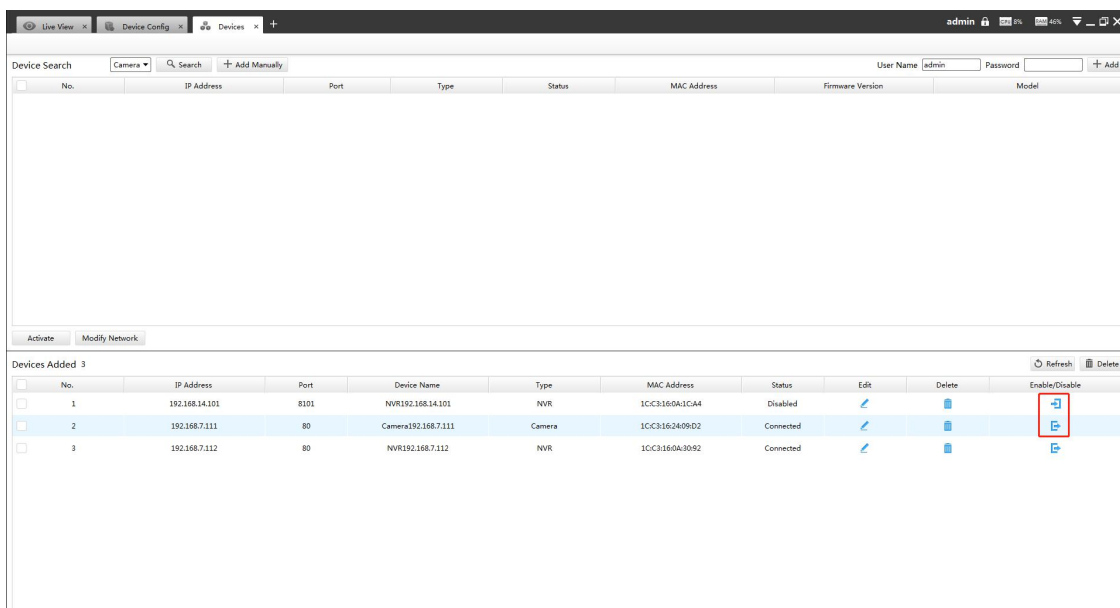 Live View × Device Config × Devices × + admin CPU 8% RAM 46%
Device Search Camera Search + Add Manually User Name admin Password + Add
No. IP Address Port Type Status MAC Address Firmware Version Model
Activate Modify Network
Devices Added 3 Refresh Delete
No. IP Address Port Device Name Type MAC Address Status Edit Delete Enable/Disable
1 192.168.14.101 8101 NVR192.168.14.101 NVR 1C:C3:16:0A:1C:A4 Disabled
2 192.168.7.111 80 Camera192.168.7.111 Camera 1C:C3:16:24:09:D2 Connected
3 192.168.7.112 80 NVR192.168.7.112 NVR 1C:C3:16:0A:30:92 Connected